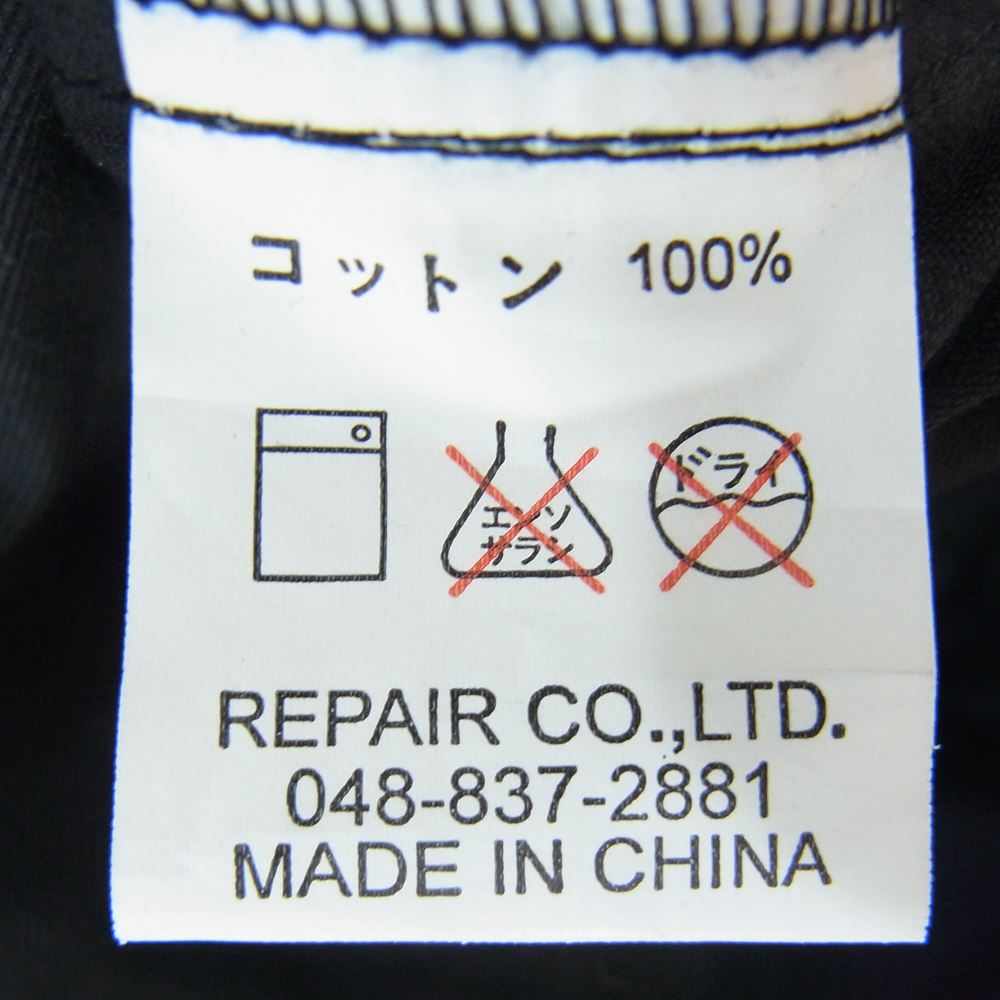 コットン 100%
エンソ
サラシ
ドライ
REPAIR CO.,LTD.
048-837-2881
MADE IN CHINA